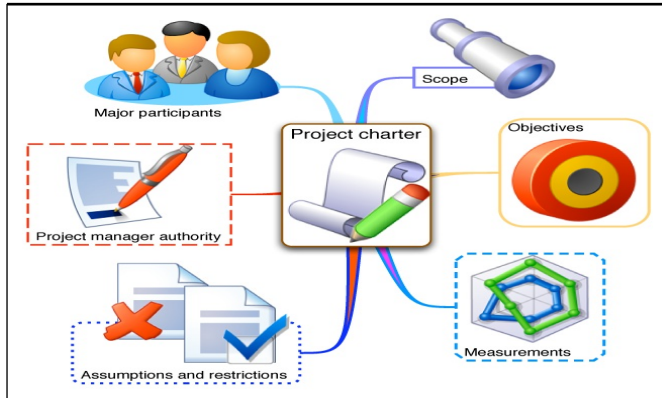 Major participants
Scope
Project charter
Objectives
Project manager authority
Measurements
Assumptions and restrictions